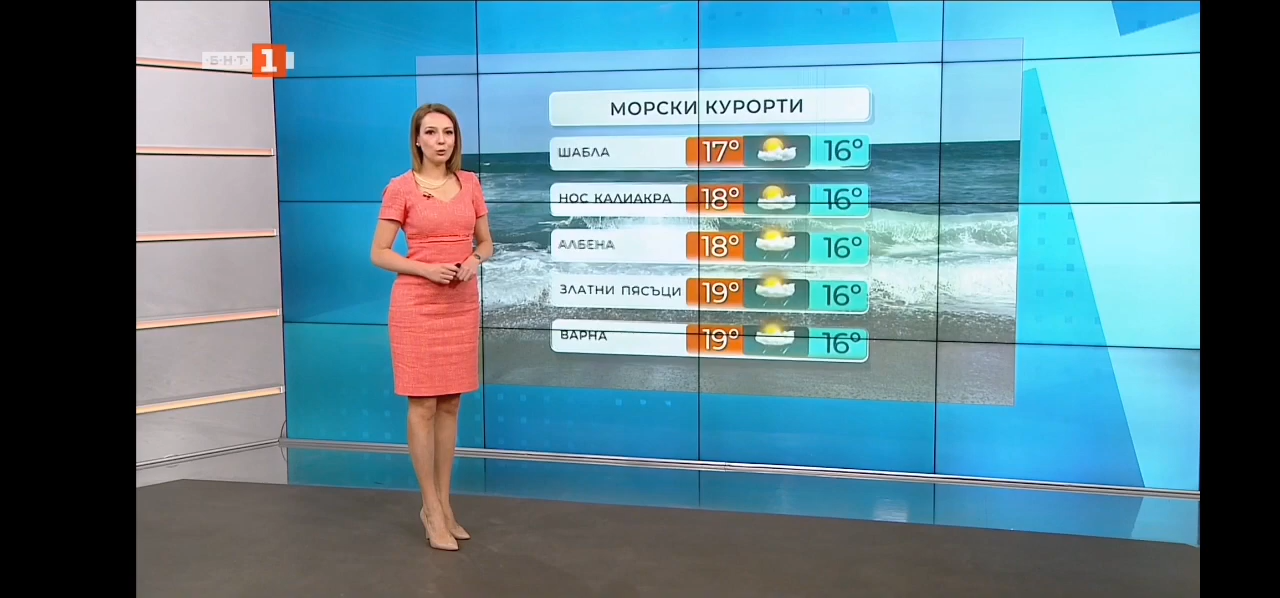 БНТ 1
МОРСКИ КУРОРТИ
ШАБЛА 17° 16°
НОС КАЛИАКРА 18° 16°
АЛБЕНА 18° 16°
ЗЛАТНИ ПЯСЪЦИ 19° 16°
ВАРНА 19° 16°